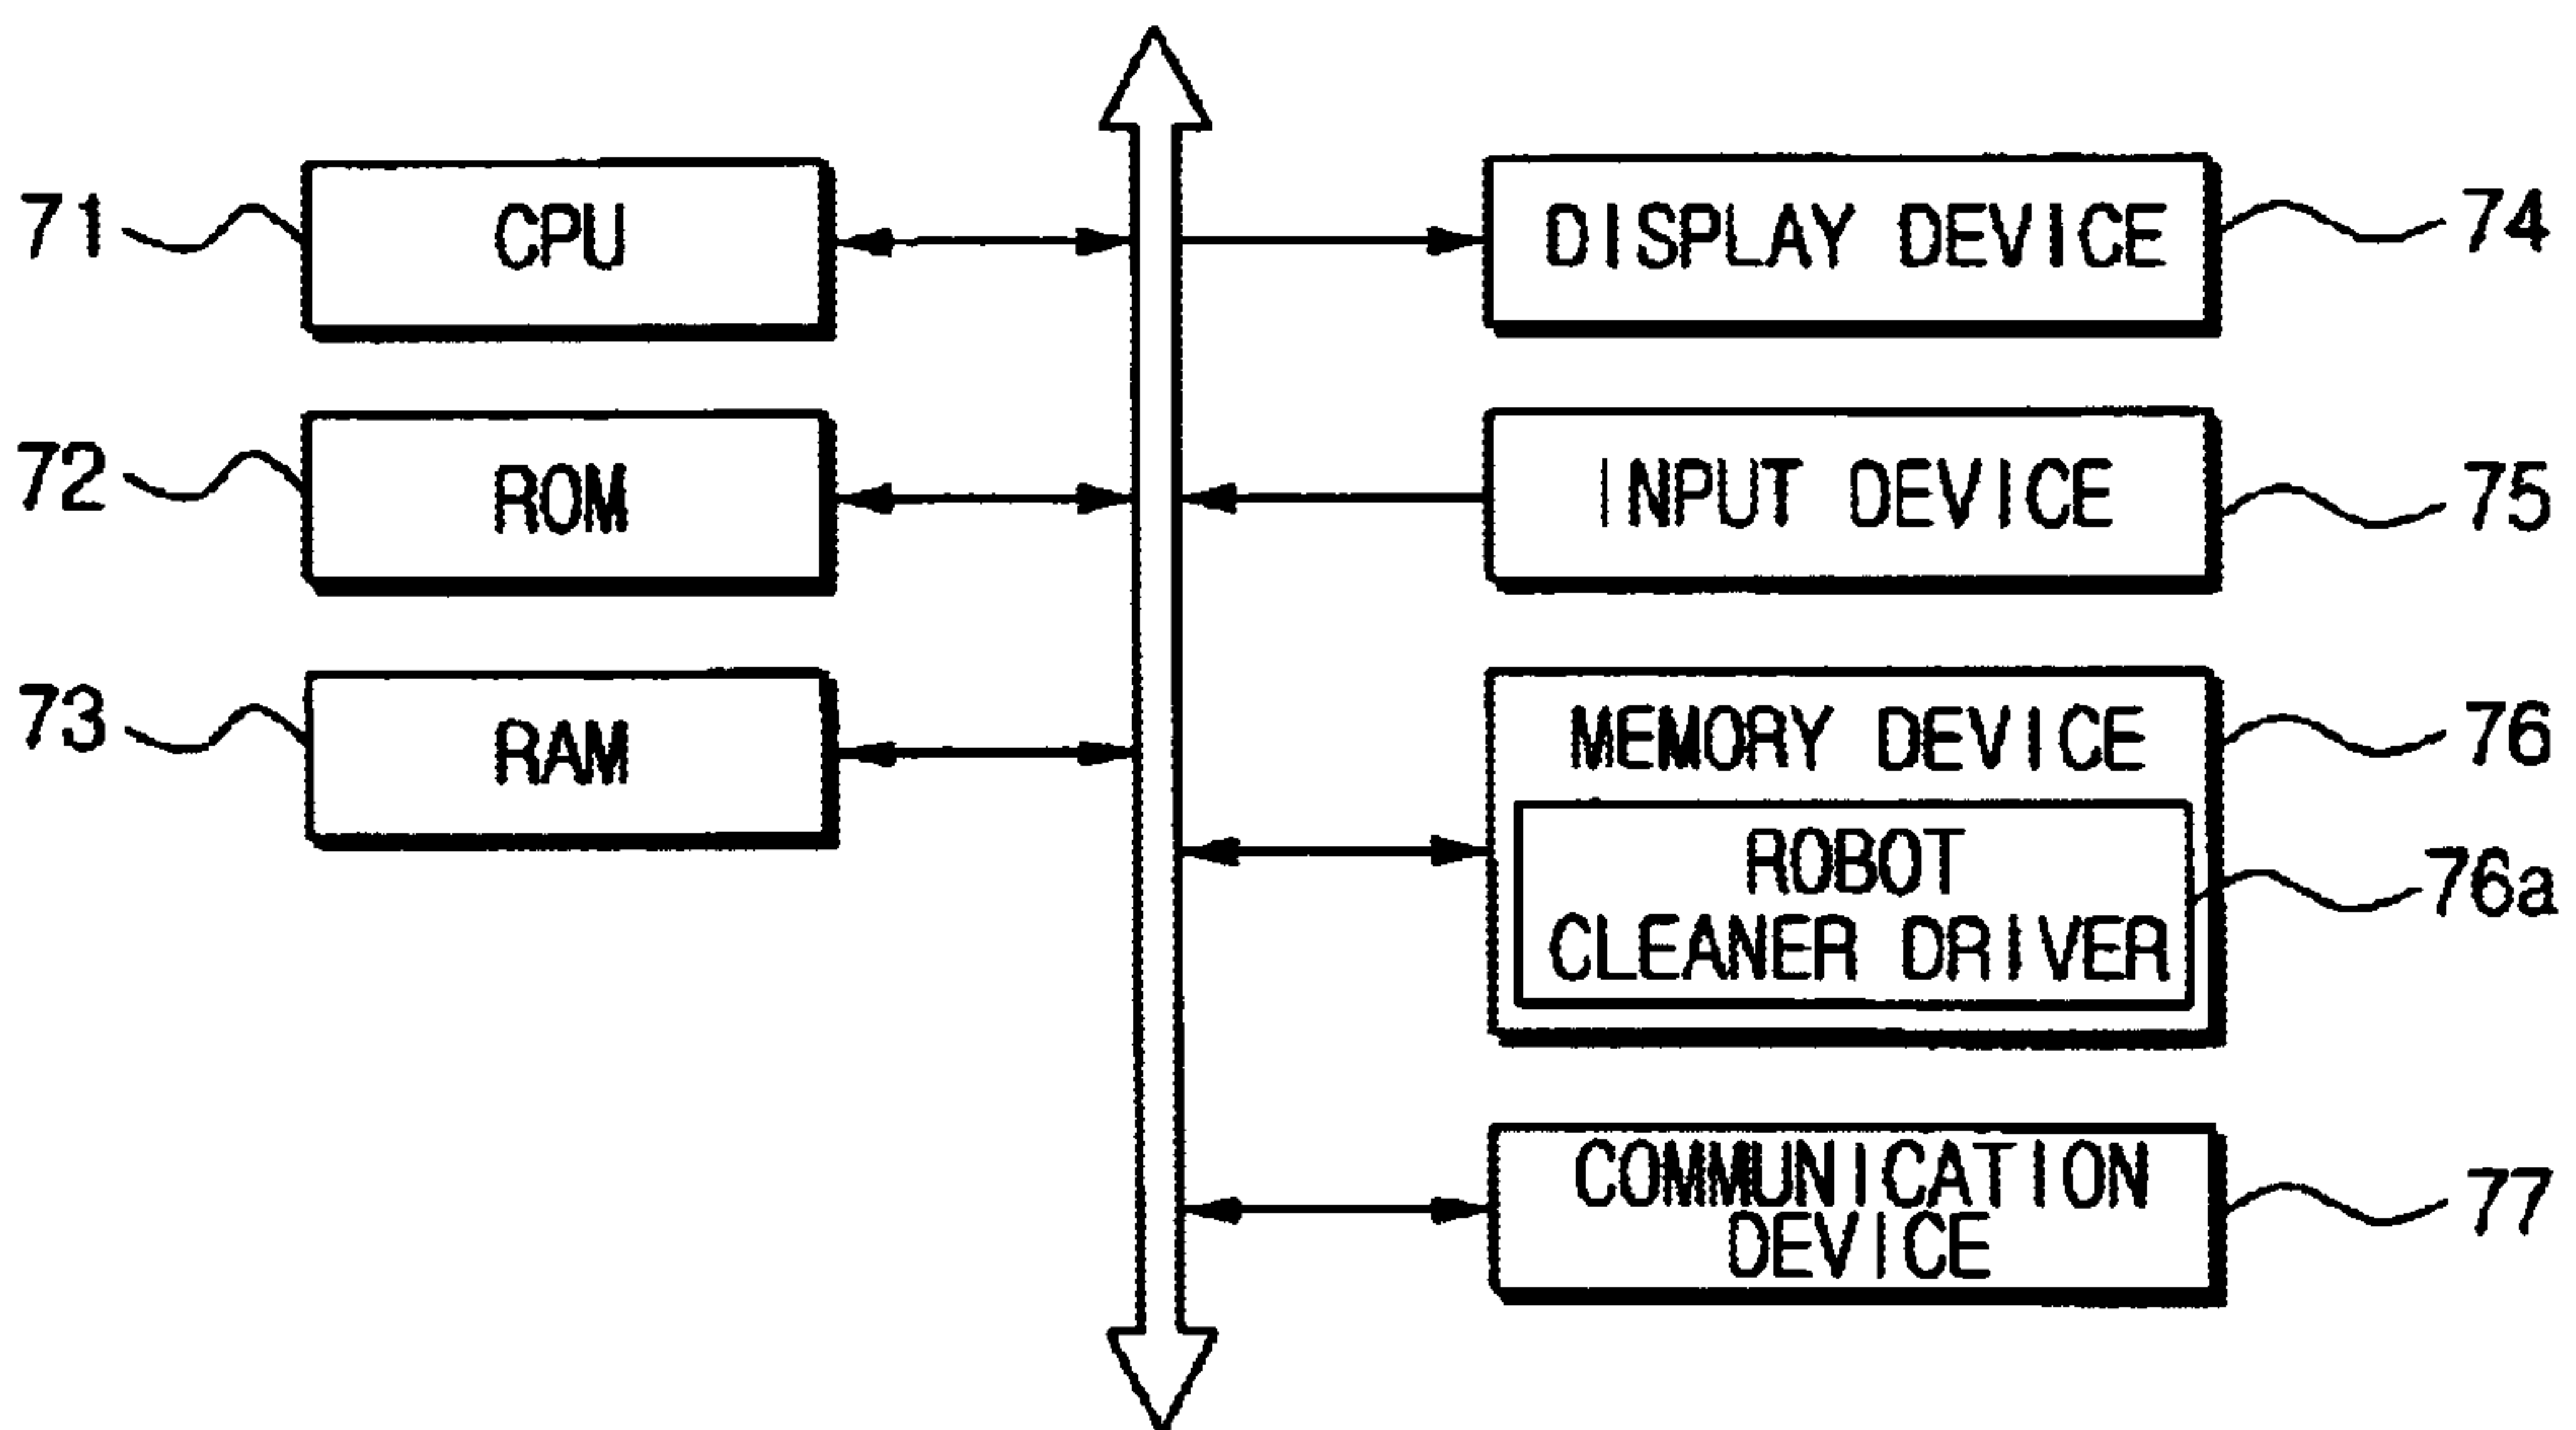 71 CPU
DISPLAY DEVICE 74
72 ROM
INPUT DEVICE 75
73 RAM
MEMORY DEVICE 76
ROBOT
CLEANER DRIVER 76a
COMMUNICATION
DEVICE 77